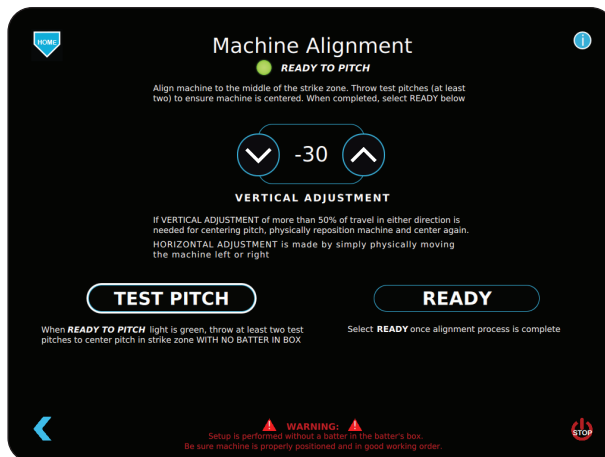 HOME
Machine Alignment
i
READY TO PITCH
Align machine to the middle of the strike zone. Throw test pitches (at least
two) to ensure machine is centered. When completed, select READY below
-30
VERTICAL ADJUSTMENT
If VERTICAL ADJUSTMENT of more than 50% of travel in either direction is
needed for centering pitch, physically reposition machine and center again.
HORIZONTAL ADJUSTMENT is made by simply physically moving
the machine left or right
TEST PITCH
READY
When READY TO PITCH light is green, throw at least two test
pitches to center pitch in strike zone WITH NO BATTER IN BOX
Select READY once alignment process is complete
WARNING:
Setup is performed without a batter in the batter's box.
Be sure machine is properly positioned and in good working order.
STOP